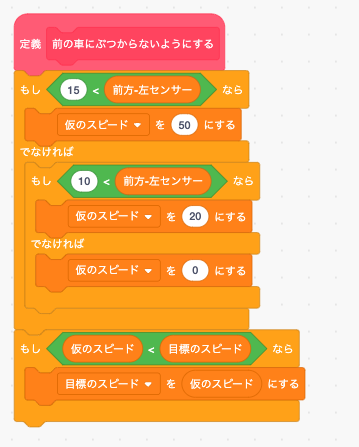 定義 前の車にぶつからないようにする
もし 15 < 前方-左センサー なら
仮のスピード を 50 にする
でなければ
もし 10 < 前方-左センサー なら
仮のスピード を 20 にする
でなければ
仮のスピード を 0 にする
もし 仮のスピード < 目標のスピード なら
目標のスピード を 仮のスピード にする